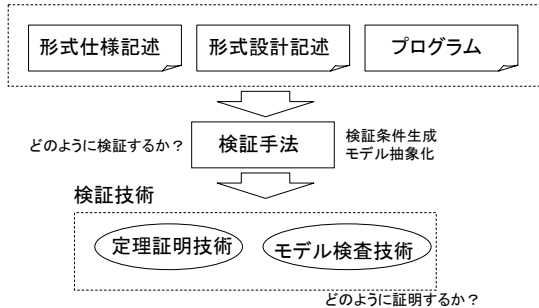 形式仕様記述
形式設計記述
プログラム
どのように検証するか？
検証手法
検証条件生成
モデル抽象化
検証技術
定理証明技術
モデル検査技術
どのように証明するか？